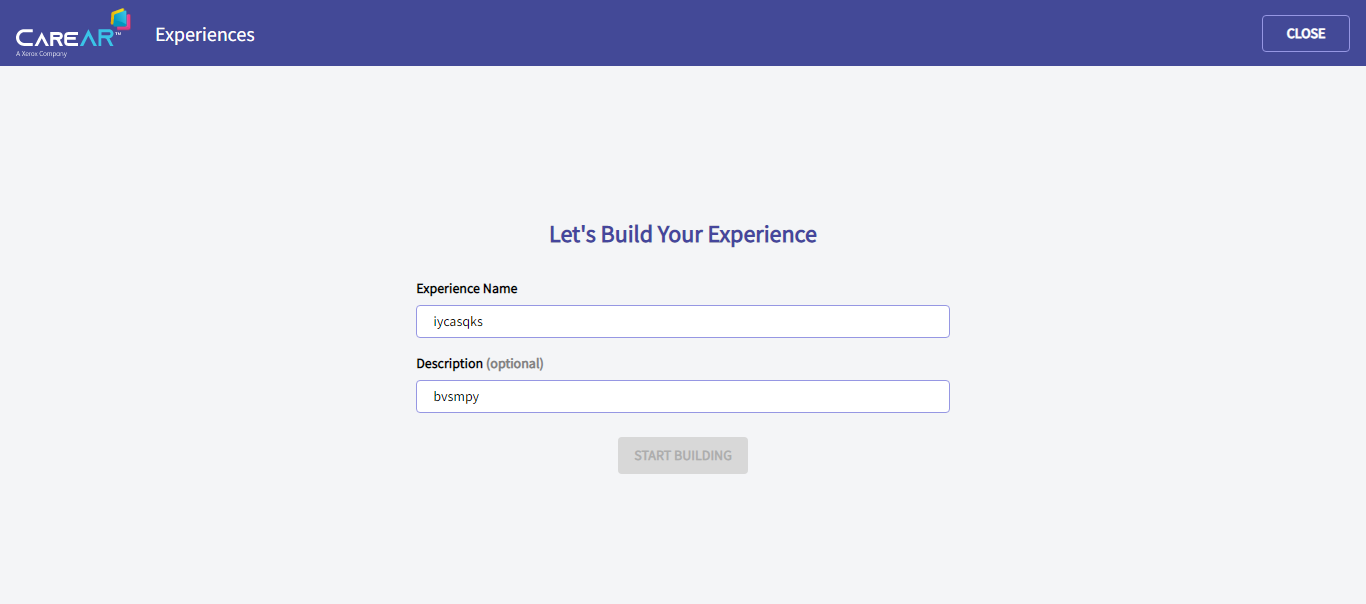 CAREAR™
A Xerox Company
Experiences
CLOSE
Let's Build Your Experience
Experience Name
iycasqks
Description (optional)
bvsmpy
START BUILDING